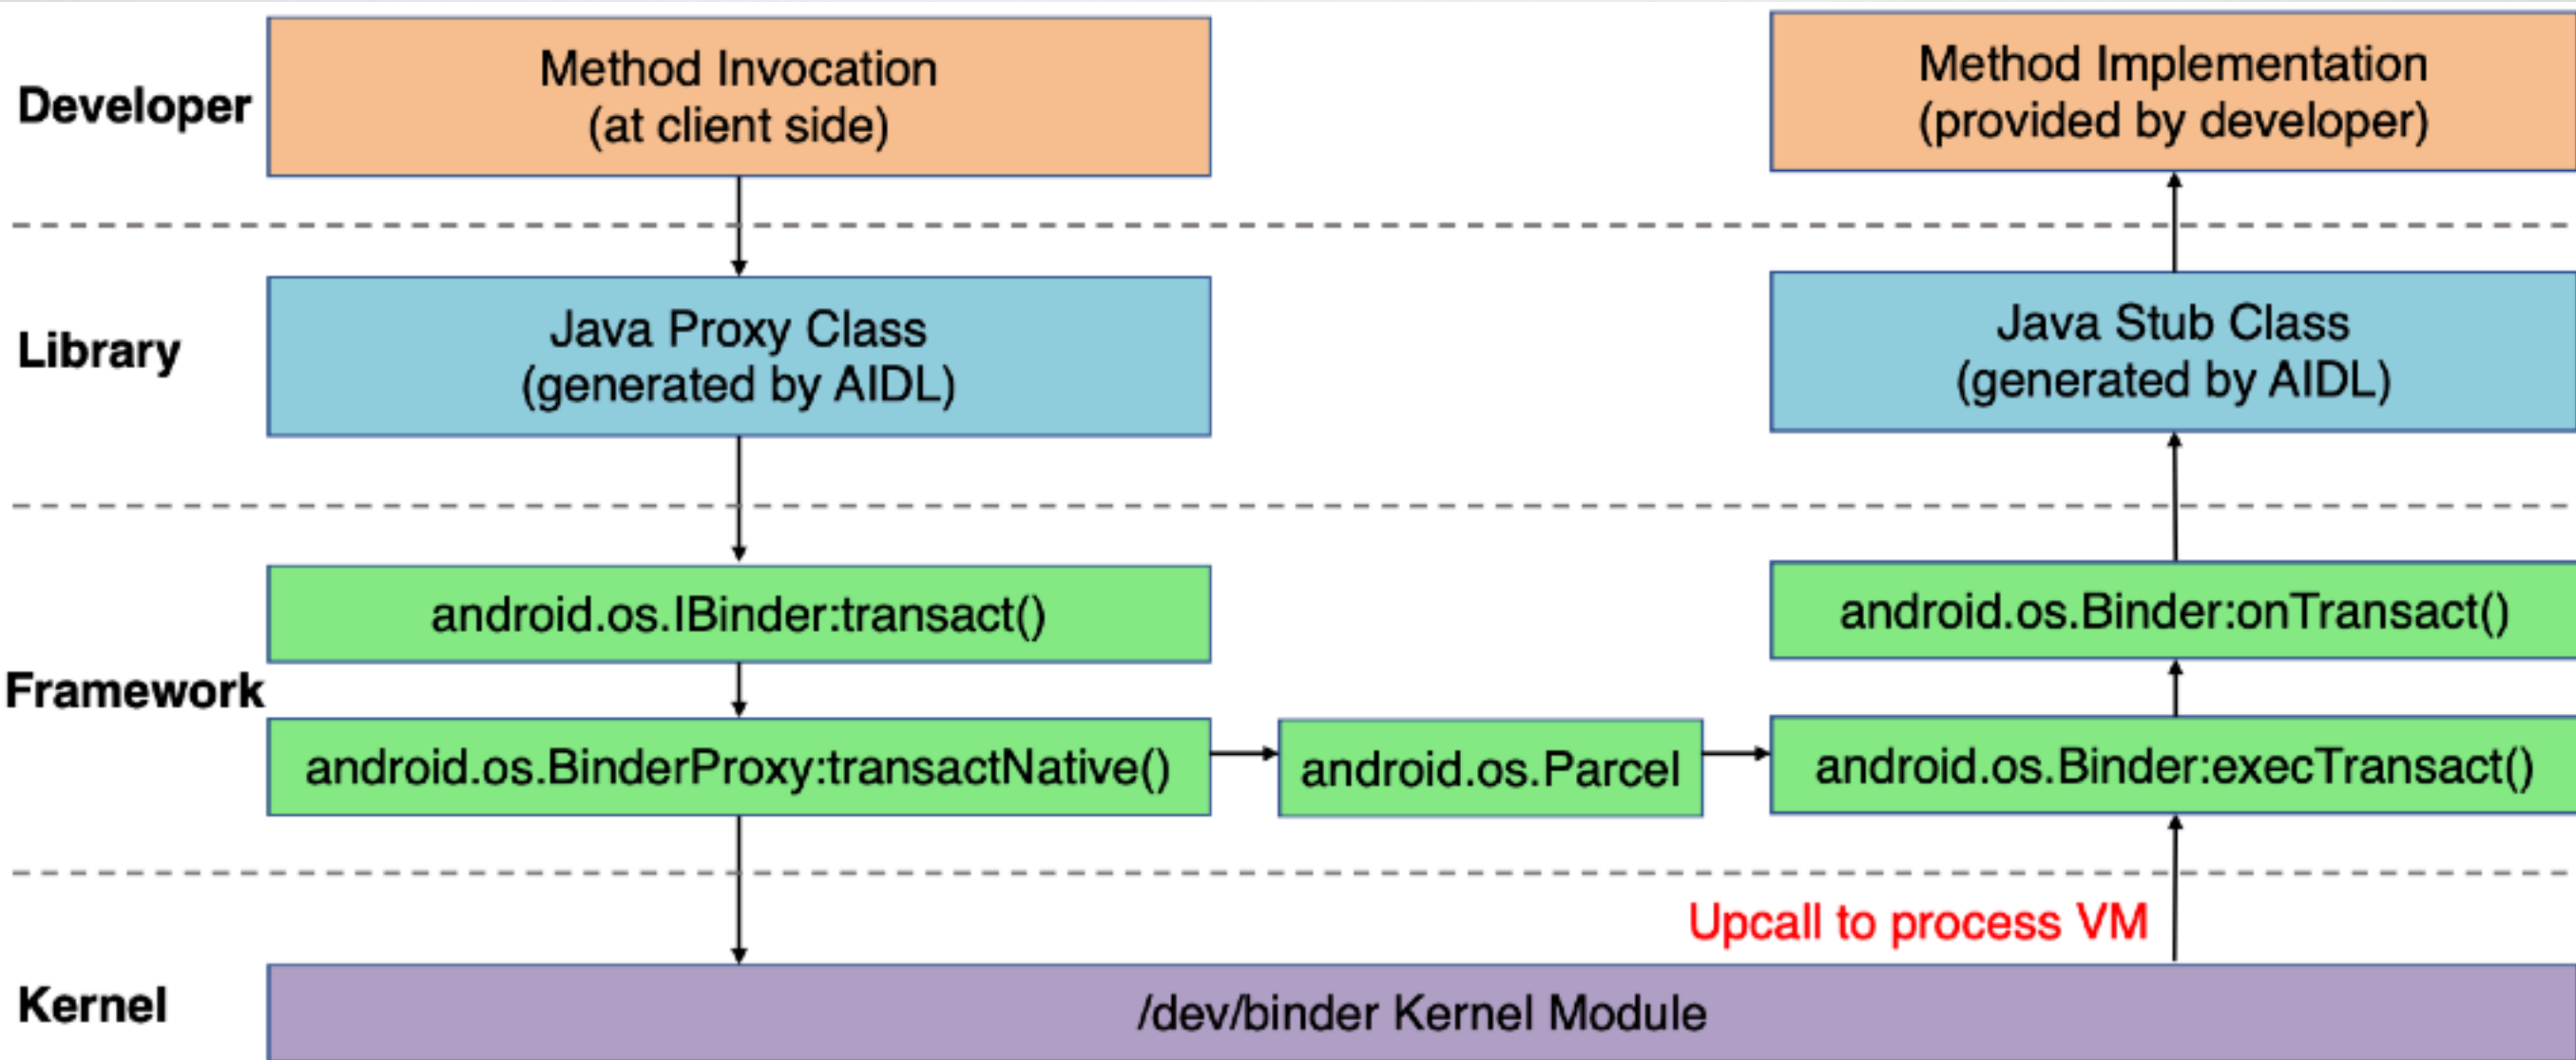 Developer
Method Invocation
(at client side)
Method Implementation
(provided by developer)
Library
Java Proxy Class
(generated by AIDL)
Java Stub Class
(generated by AIDL)
Framework
android.os.IBinder:transact()
android.os.Binder:onTransact()
android.os.BinderProxy:transactNative()
android.os.Parcel
android.os.Binder:execTransact()
Upcall to process VM
Kernel
/dev/binder Kernel Module